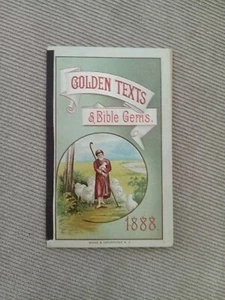 GOLDEN TEXTS
& Bible Gems.
1888